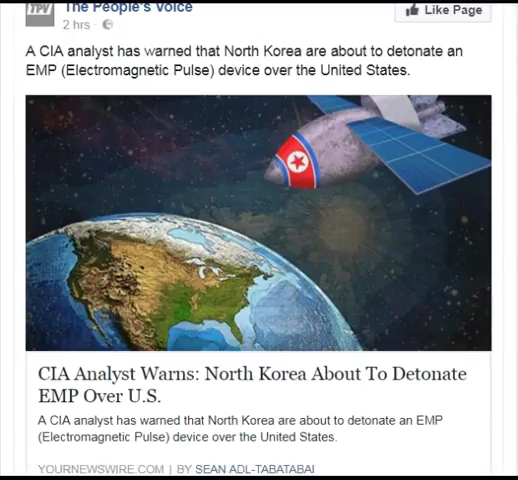 TPV The People's Voice
2 hrs ·
Like Page
A CIA analyst has warned that North Korea are about to detonate an
EMP (Electromagnetic Pulse) device over the United States.
CIA Analyst Warns: North Korea About To Detonate
EMP Over U.S.
A CIA analyst has warned that North Korea are about to detonate an EMP
(Electromagnetic Pulse) device over the United States.
YOURNEWSWIRE.COM | BY SEAN ADL-TABATABAI